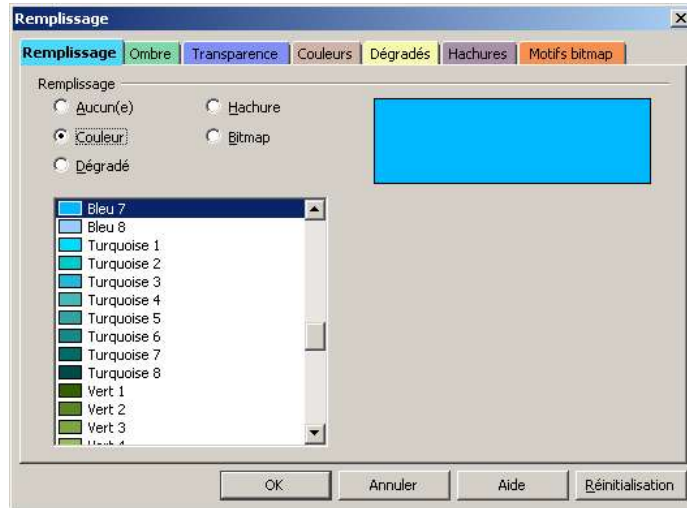 Remplissage
Remplissage Ombre Transparence Couleurs Dégradés Hachures Motifs bitmap
Remplissage
Aucun(e) Hachure
Couleur Bitmap
Dégradé
Bleu 7
Bleu 8
Turquoise 1
Turquoise 2
Turquoise 3
Turquoise 4
Turquoise 5
Turquoise 6
Turquoise 7
Turquoise 8
Vert 1
Vert 2
Vert 3
OK Annuler Aide Réinitialisation